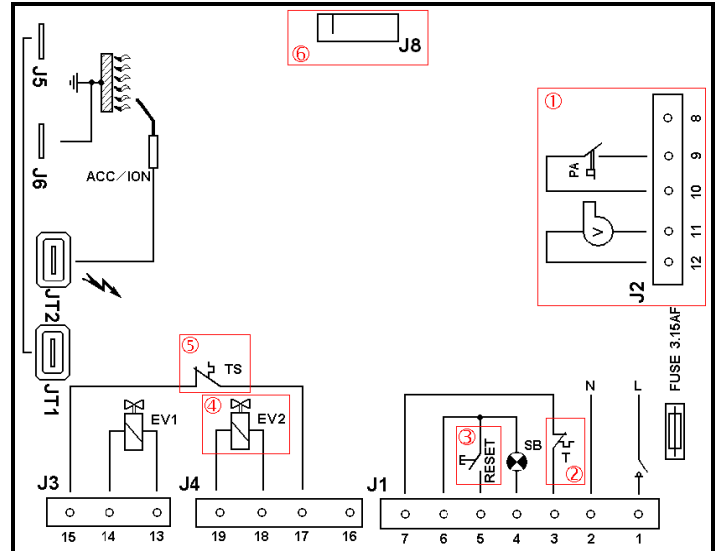 ⑥
J8
J5
J6
ACC/ION
JT2
JT1
①
8
9
10
11
12
PA
V
J2
FUSE 3.15AF
⑤
TS
④
EV1
EV2
③
RESET
SB
②
T
N
L
J3
J4
J1
15 14 13
19 18 17 16
7 6 5 4 3 2 1